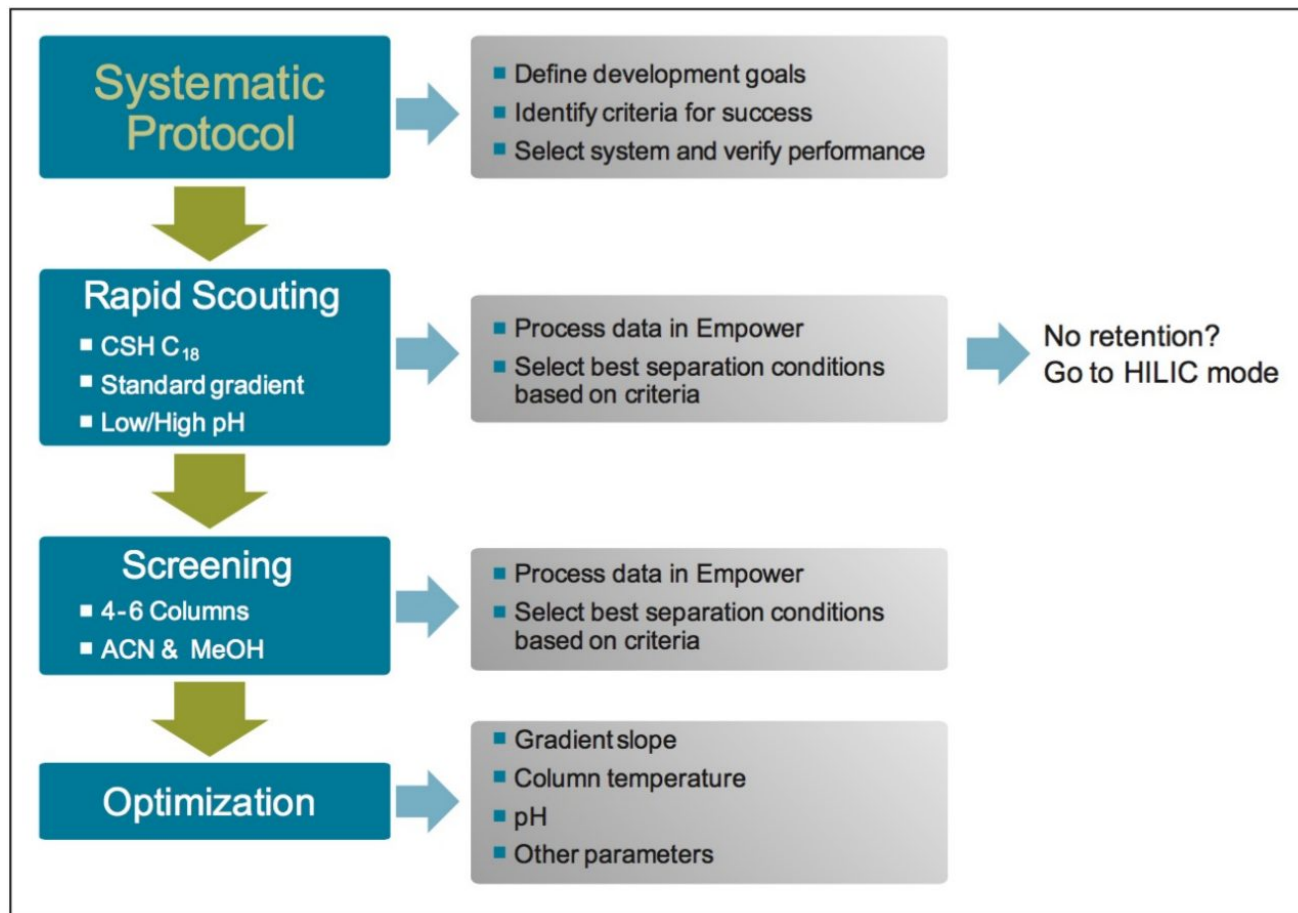 Systematic
Protocol
■ Define development goals
■ Identify criteria for success
■ Select system and verify performance
Rapid Scouting
■ CSH C₁₈
■ Standard gradient
■ Low/High pH
■ Process data in Empower
■ Select best separation conditions
based on criteria
No retention?
Go to HILIC mode
Screening
■ 4-6 Columns
■ ACN & MeOH
■ Process data in Empower
■ Select best separation conditions
based on criteria
Optimization
■ Gradient slope
■ Column temperature
■ pH
■ Other parameters